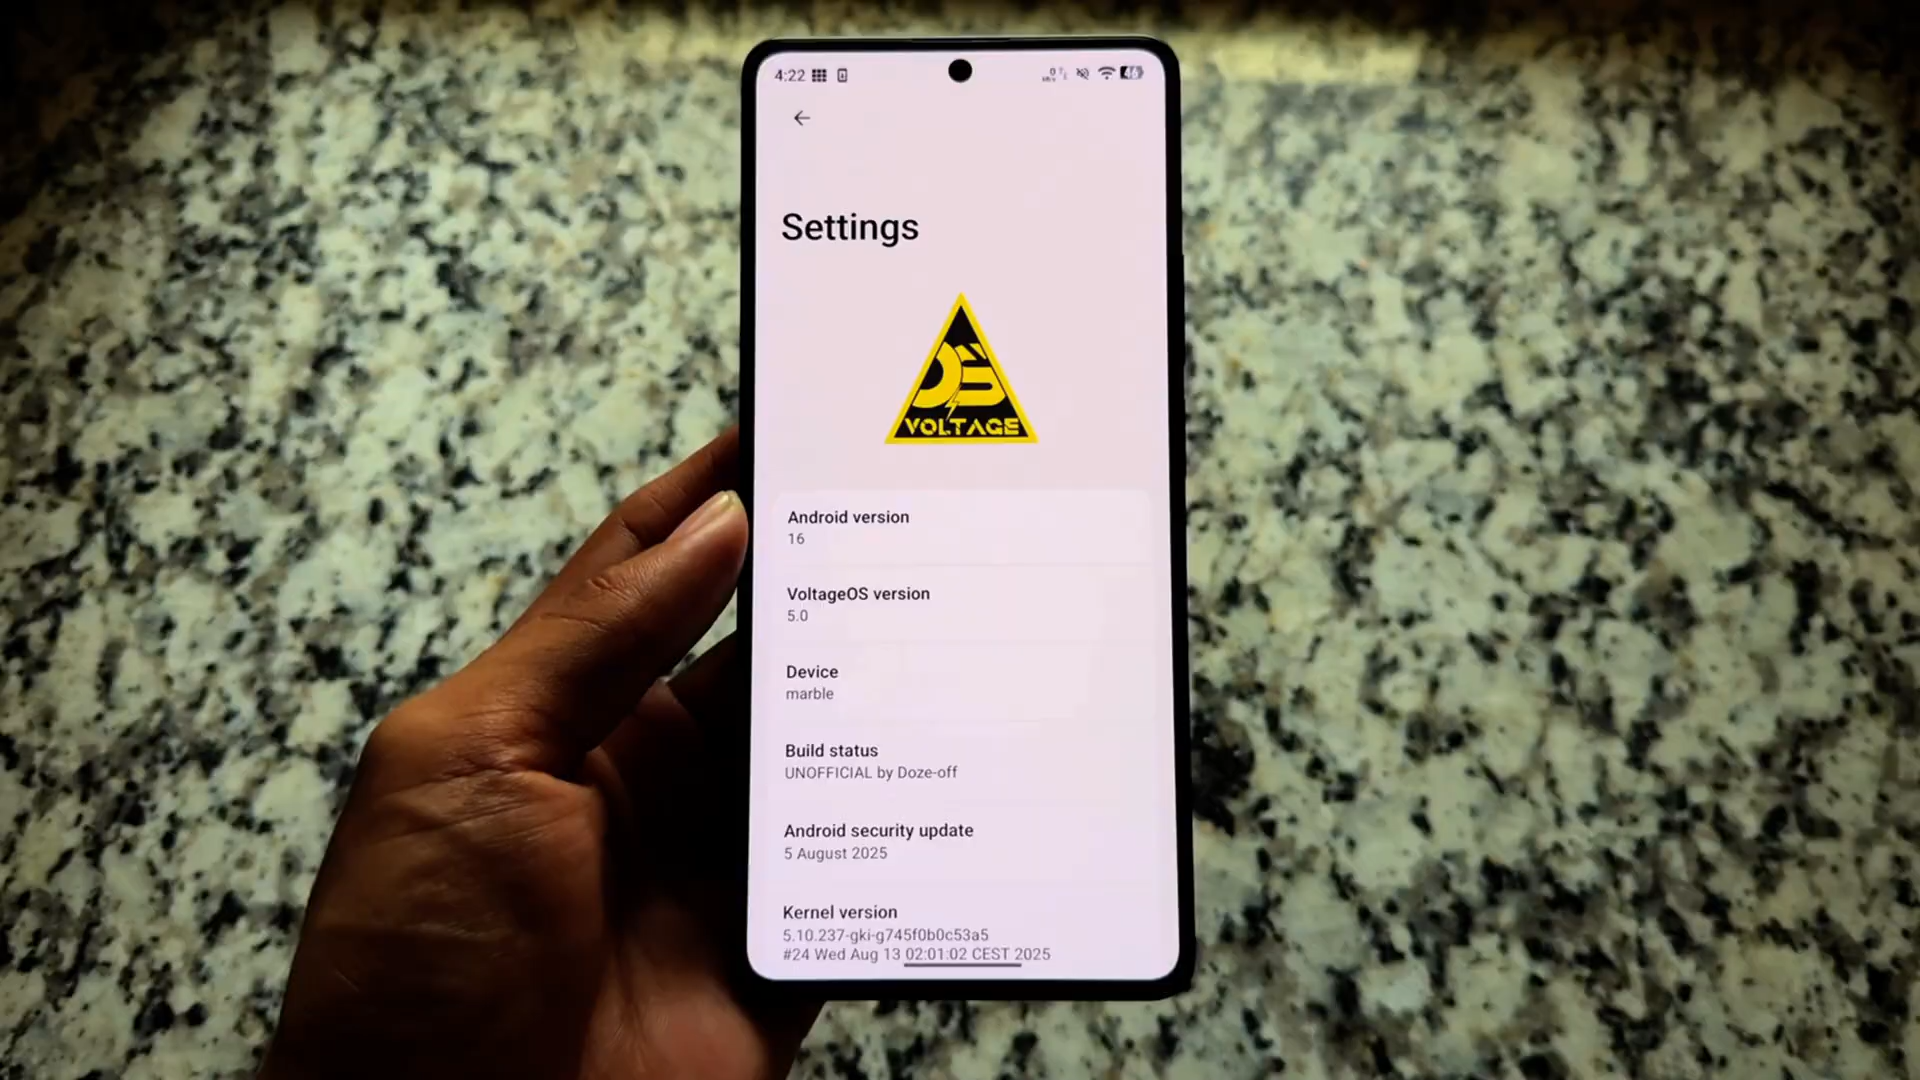 4:22
46
Settings
OS
VOLTAGE
Android version
16
VoltageOS version
5.0
Device
marble
Build status
UNOFFICIAL by Doze-off
Android security update
5 August 2025
Kernel version
5.10.237-gki-g745f0b0c53a5
#24 Wed Aug 13 02:01:02 CEST 2025